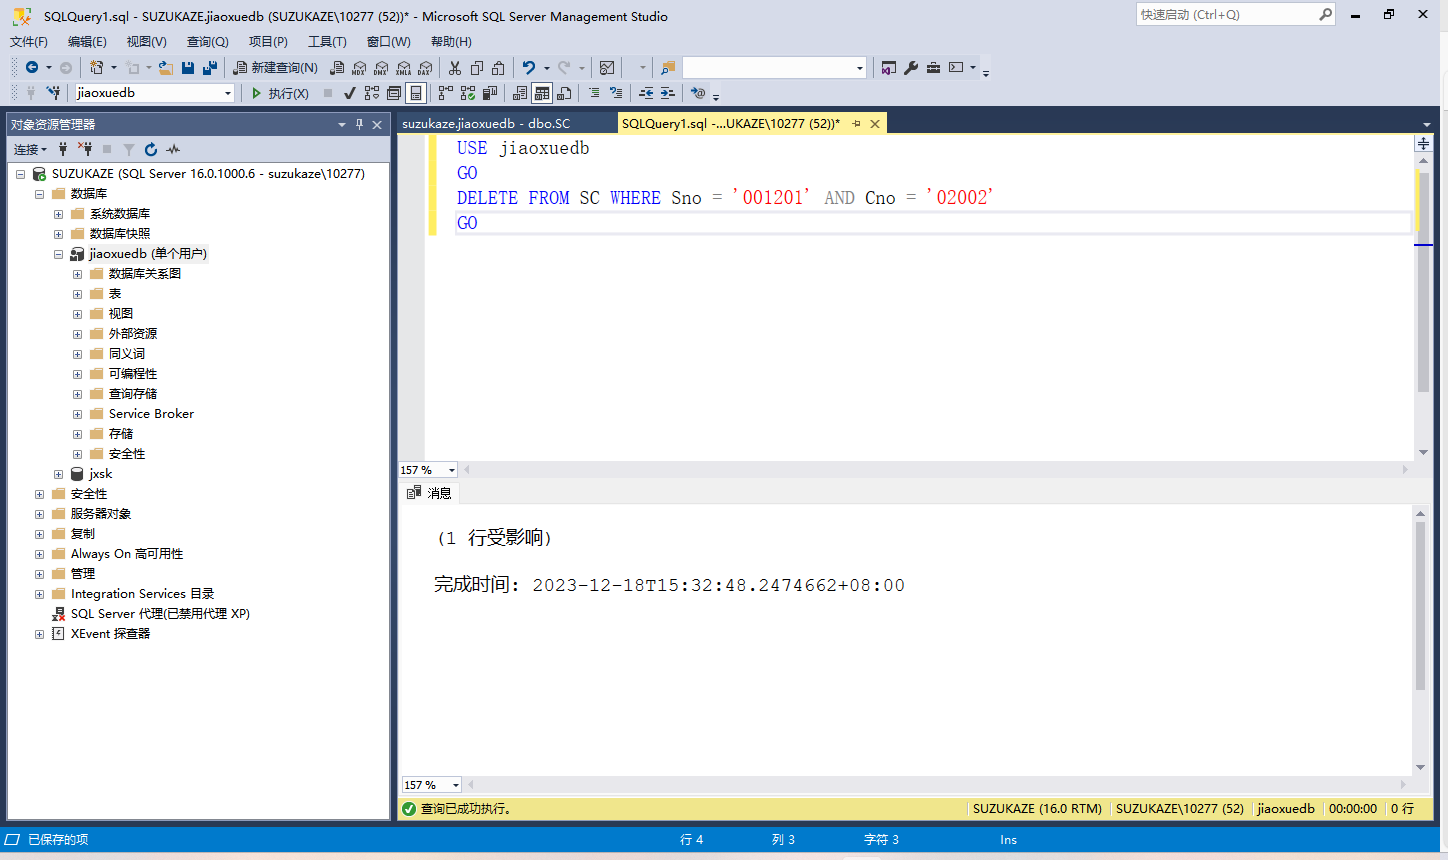 SQLQuery1.sql - SUZUKAZE.jiaoxuedb (SUZUKAZE\10277 (52))* - Microsoft SQL Server Management Studio
快速启动 (Ctrl+Q)
文件(F) 编辑(E) 视图(V) 查询(Q) 项目(P) 工具(T) 窗口(W) 帮助(H)
新建查询(N) MDX DMX XMLA DAX
jiaoxuedb 执行(X)
对象资源管理器
连接
SUZUKAZE (SQL Server 16.0.1000.6 - suzukaze\10277)
数据库
系统数据库
数据库快照
jiaoxuedb (单个用户)
数据库关系图
表
视图
外部资源
同义词
可编程性
查询存储
Service Broker
存储
安全性
jxsk
安全性
服务器对象
复制
Always On 高可用性
管理
Integration Services 目录
SQL Server 代理(已禁用代理 XP)
XEvent 探查器
suzukaze.jiaoxuedb - dbo.SC
SQLQuery1.sql -...UKAZE\10277 (52))*
USE jiaoxuedb
GO
DELETE FROM SC WHERE Sno = '001201' AND Cno = '02002'
GO
157 %
消息
(1 行受影响)
完成时间: 2023-12-18T15:32:48.2474662+08:00
157 %
查询已成功执行。
SUZUKAZE (16.0 RTM) SUZUKAZE\10277 (52) jiaoxuedb 00:00:00 0 行
已保存的项 行 4 列 3 字符 3 Ins